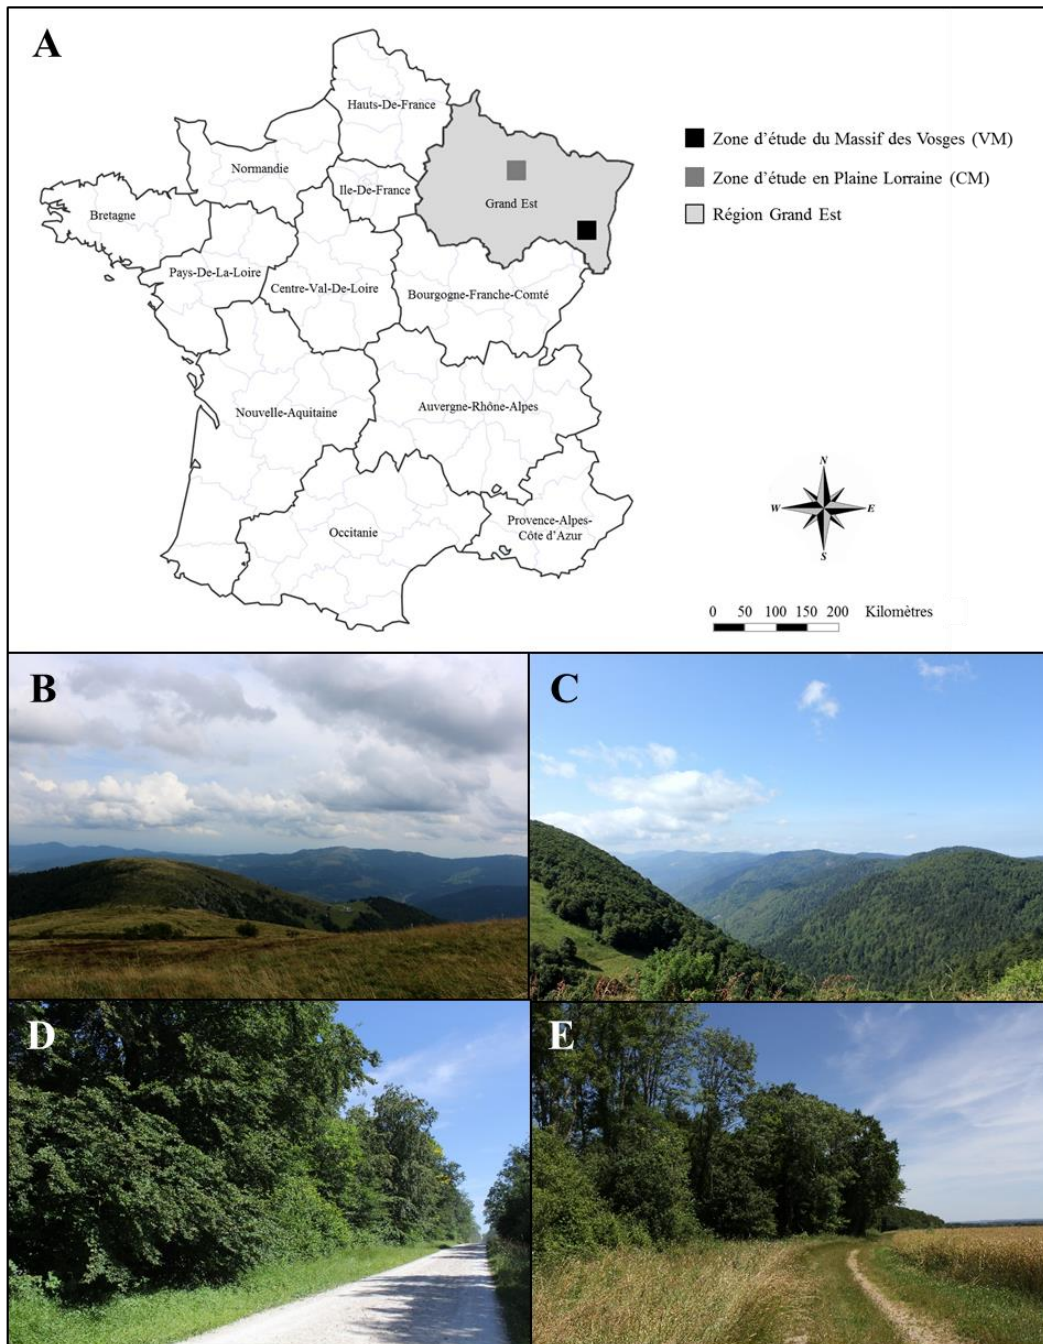 A
Hauts-De-France
Normandie
Ile-De-France
Grand Est
Bretagne
Pays-De-La-Loire
Centre-Val-De-Loire
Bourgogne-Franche-Comté
Nouvelle-Aquitaine
Auvergne-Rhône-Alpes
Occitanie
Provence-Alpes-
Côte d'Azur
Zone d'étude du Massif des Vosges (VM)
Zone d'étude en Plaine Lorraine (CM)
Région Grand Est
N
W E
S
0 50 100 150 200 Kilomètres
B
C
D
E